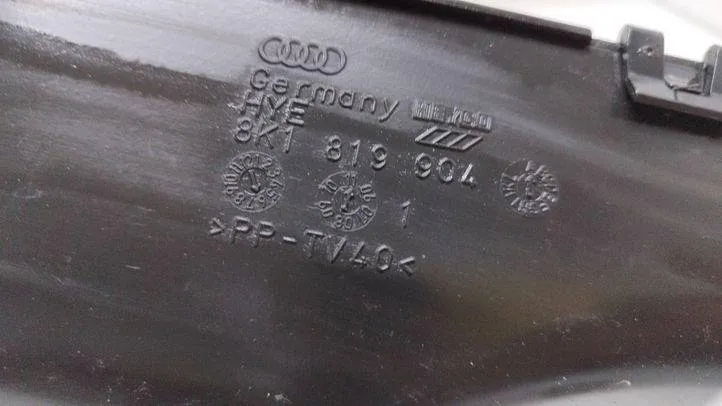 Germany
HYE
8K1 819 904
1
>PP-TV40<